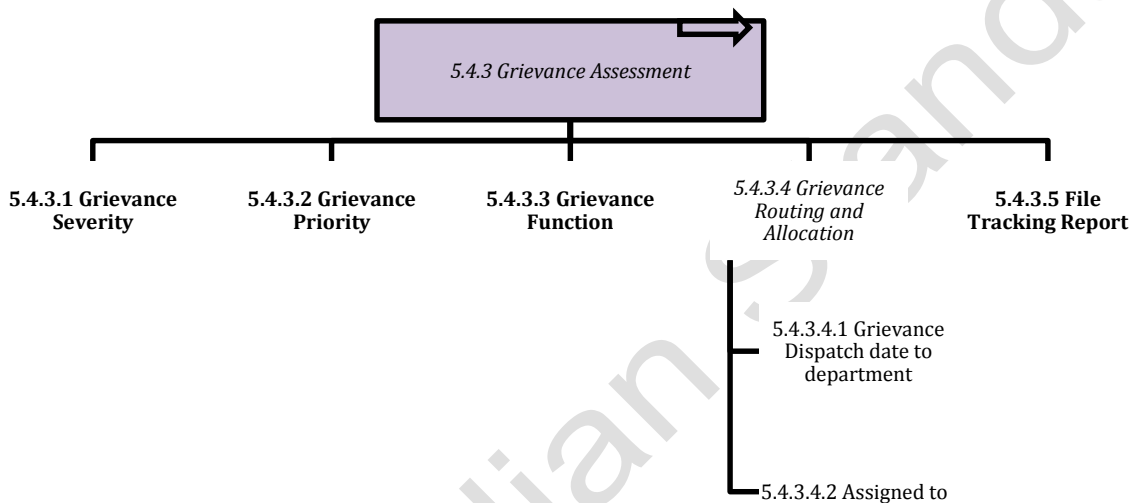 5.4.3 Grievance Assessment
5.4.3.1 Grievance
Severity
5.4.3.2 Grievance
Priority
5.4.3.3 Grievance
Function
5.4.3.4 Grievance
Routing and
Allocation
5.4.3.5 File
Tracking Report
5.4.3.4.1 Grievance
Dispatch date to
department
5.4.3.4.2 Assigned to